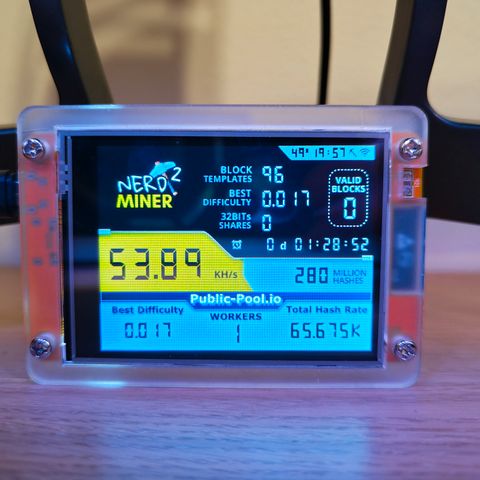 49° 19:57
NERD 2
MINER
BLOCK TEMPLATES 96
BEST DIFFICULTY 0.017
32BITS SHARES 0
VALID BLOCKS
0
0 d 01:28:52
53.89 KH/s
280 MILLION HASHES
Public-Pool.io
Best Difficulty WORKERS Total Hash Rate
0.017 1 65.675K